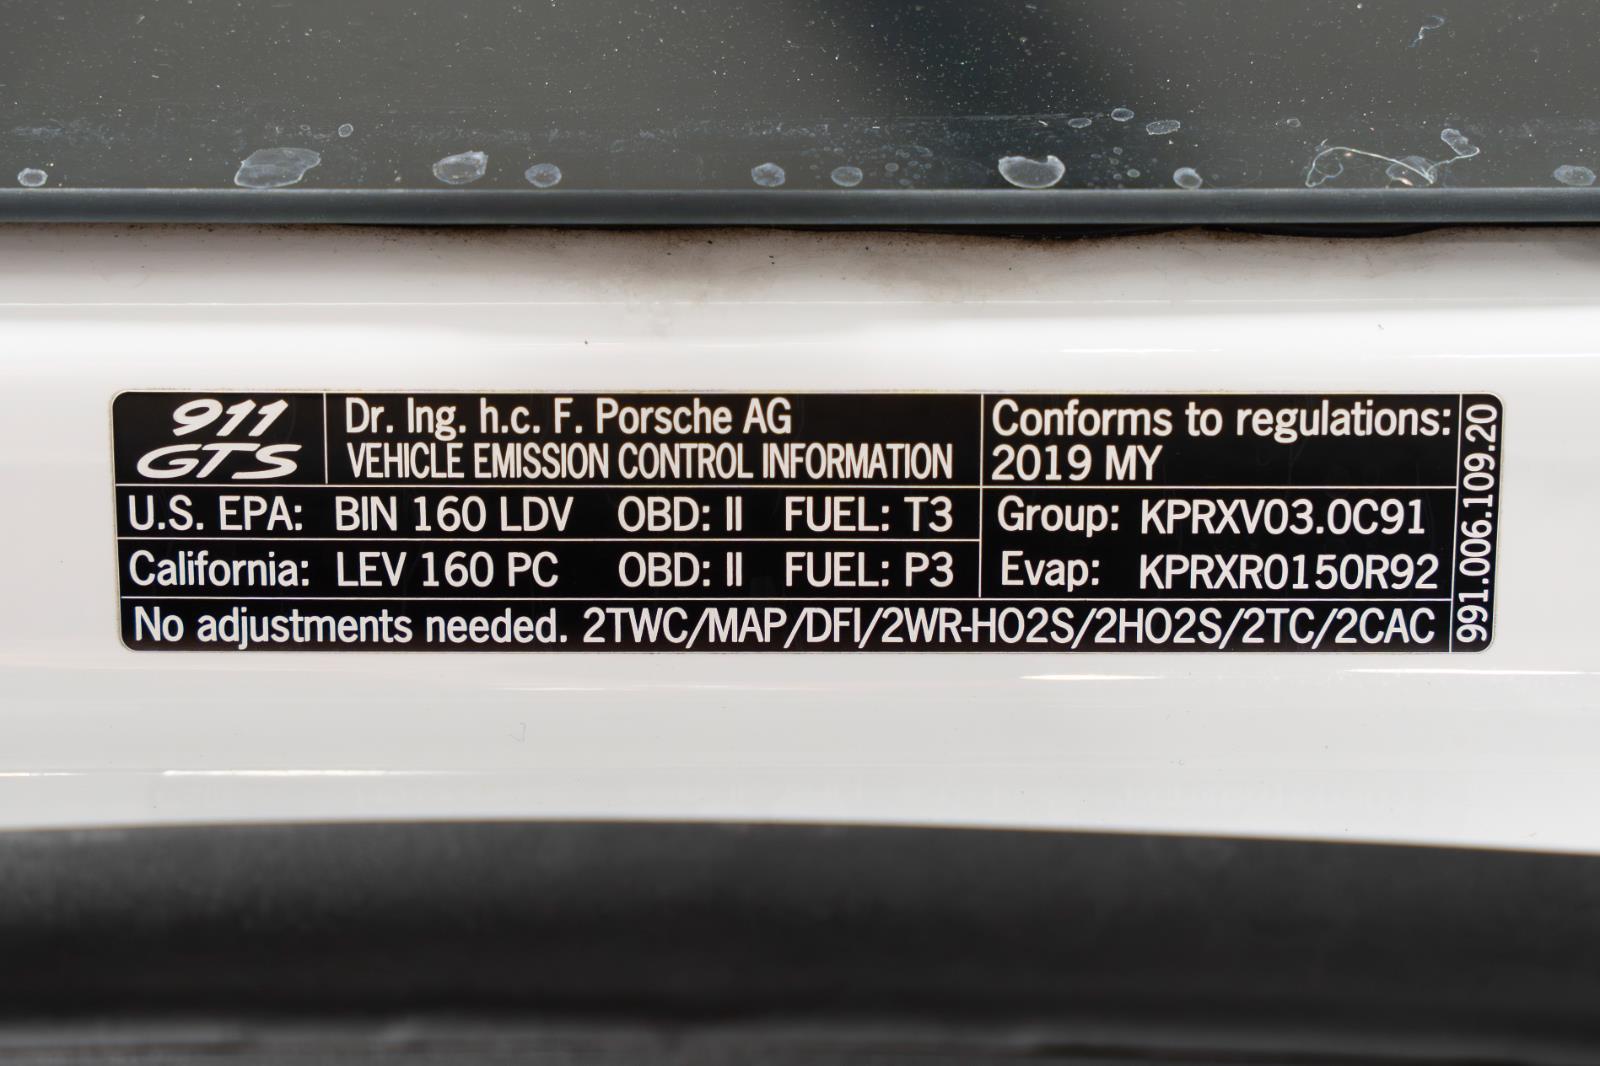 911
GTS
Dr. Ing. h.c. F. Porsche AG
VEHICLE EMISSION CONTROL INFORMATION
Conforms to regulations:
2019 MY
U.S. EPA: BIN 160 LDV OBD: II FUEL: T3
California: LEV 160 PC OBD: II FUEL: P3
Group: KPRXV03.0C91
Evap: KPRXR0150R92
No adjustments needed. 2TWC/MAP/DFI/2WR-HO2S/2HO2S/2TC/2CAC
991.006.109.20